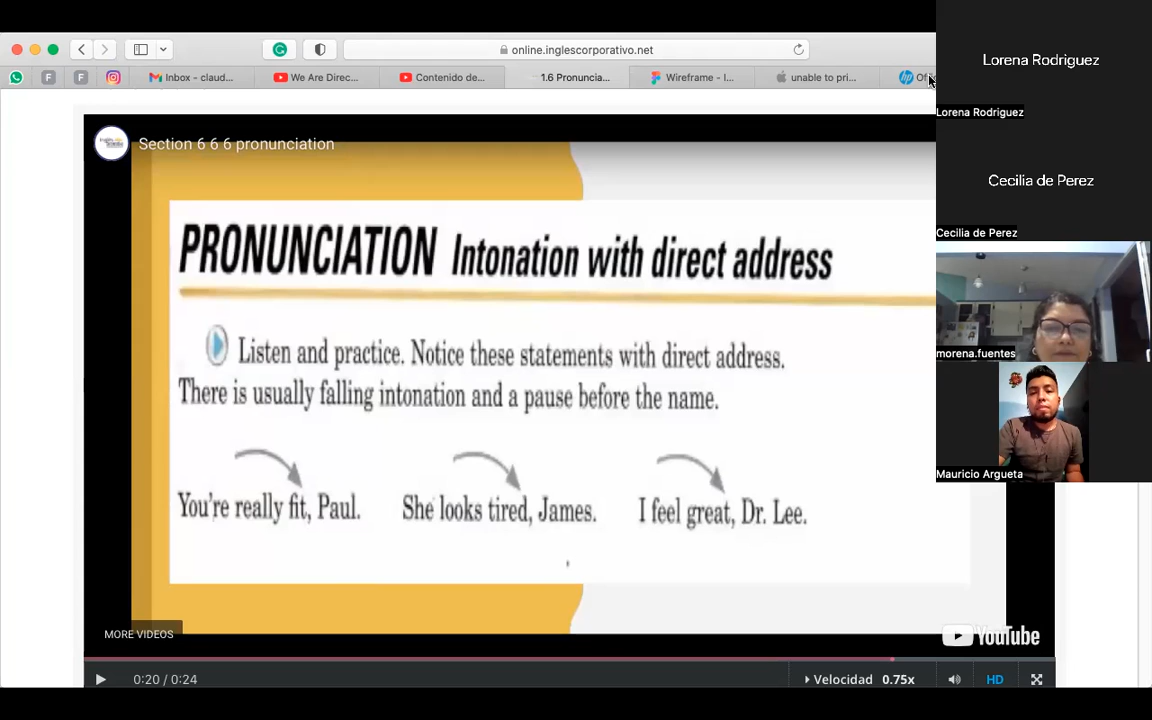 online.inglescorporativo.net
Inbox - claud...
We Are Direc...
Contenido de...
1.6 Pronuncia...
Wireframe - I...
unable to pri...
hp
Section 6 6 6 pronunciation
PRONUNCIATION Intonation with direct address
Listen and practice. Notice these statements with direct address.
There is usually falling intonation and a pause before the name.
You're really fit, Paul.
She looks tired, James.
I feel great, Dr. Lee.
MORE VIDEOS
YouTube
0:20 / 0:24
Velocidad 0.75x
HD
Lorena Rodriguez
Lorena Rodriguez
Cecilia de Perez
Cecilia de Perez
morena.fuentes
Mauricio Argueta